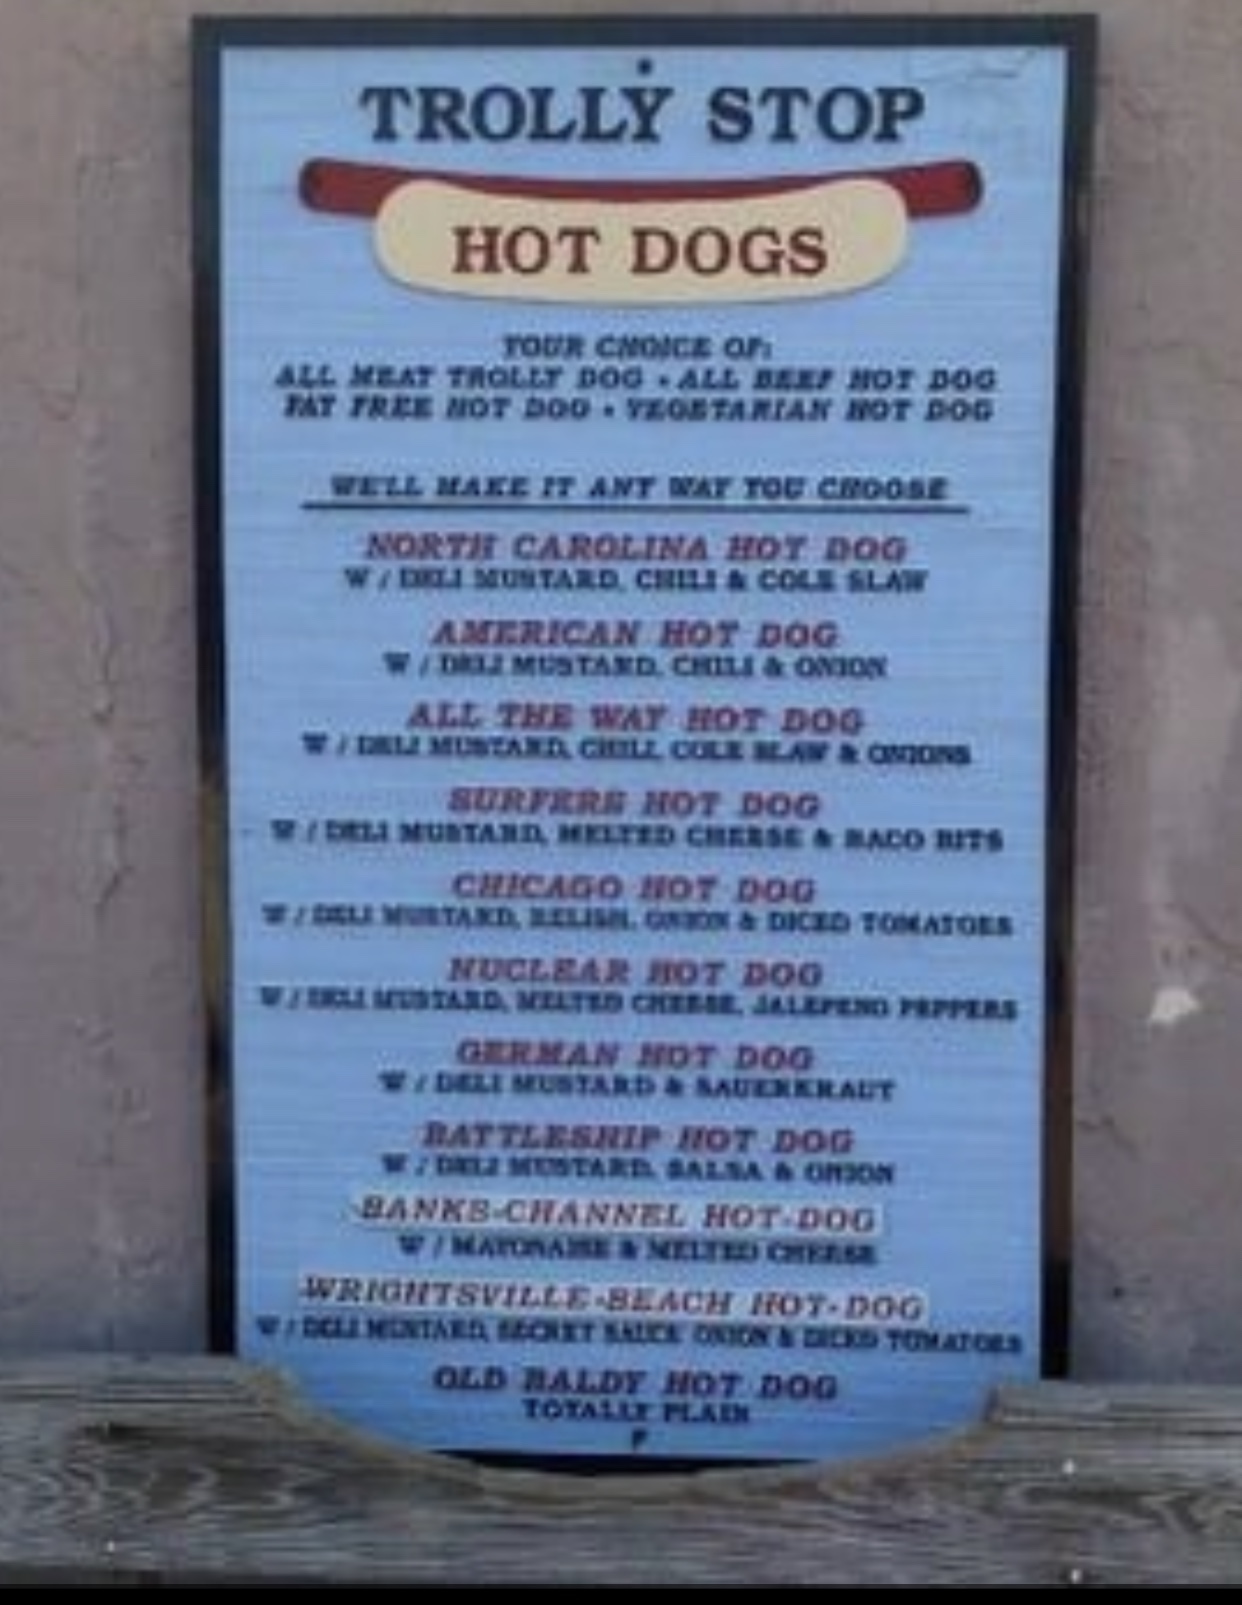 TROLLY STOP
HOT DOGS
YOUR CHOICE OF:
ALL MEAT TROLLY DOG • ALL BEEF HOT DOG
FAT FREE HOT DOG • VEGETARIAN HOT DOG
WE'LL MAKE IT ANY WAY YOU CHOOSE
NORTH CAROLINA HOT DOG
W / DELI MUSTARD, CHILI & COLE SLAW
AMERICAN HOT DOG
W / DELI MUSTARD, CHILI & ONION
ALL THE WAY HOT DOG
W / DELI MUSTARD, CHILI, COLE SLAW & ONIONS
SURFERS HOT DOG
W / DELI MUSTARD, MELTED CHEESE & BACO BITS
CHICAGO HOT DOG
W / DELI MUSTARD, RELISH, ONION & DICED TOMATOES
NUCLEAR HOT DOG
W / DELI MUSTARD, MELTED CHEESE, JALEPENO PEPPERS
GERMAN HOT DOG
W / DELI MUSTARD & SAUERKRAUT
BATTLESHIP HOT DOG
W / DELI MUSTARD, SALSA & ONION
BANKS-CHANNEL HOT-DOG
W / MAYONAISE & MELTED CHEESE
WRIGHTSVILLE-BEACH HOT-DOG
W / DELI MUSTARD, SECRET SAUCE ONION & DICED TOMATOES
OLD BALDY HOT DOG
TOTALLY PLAIN